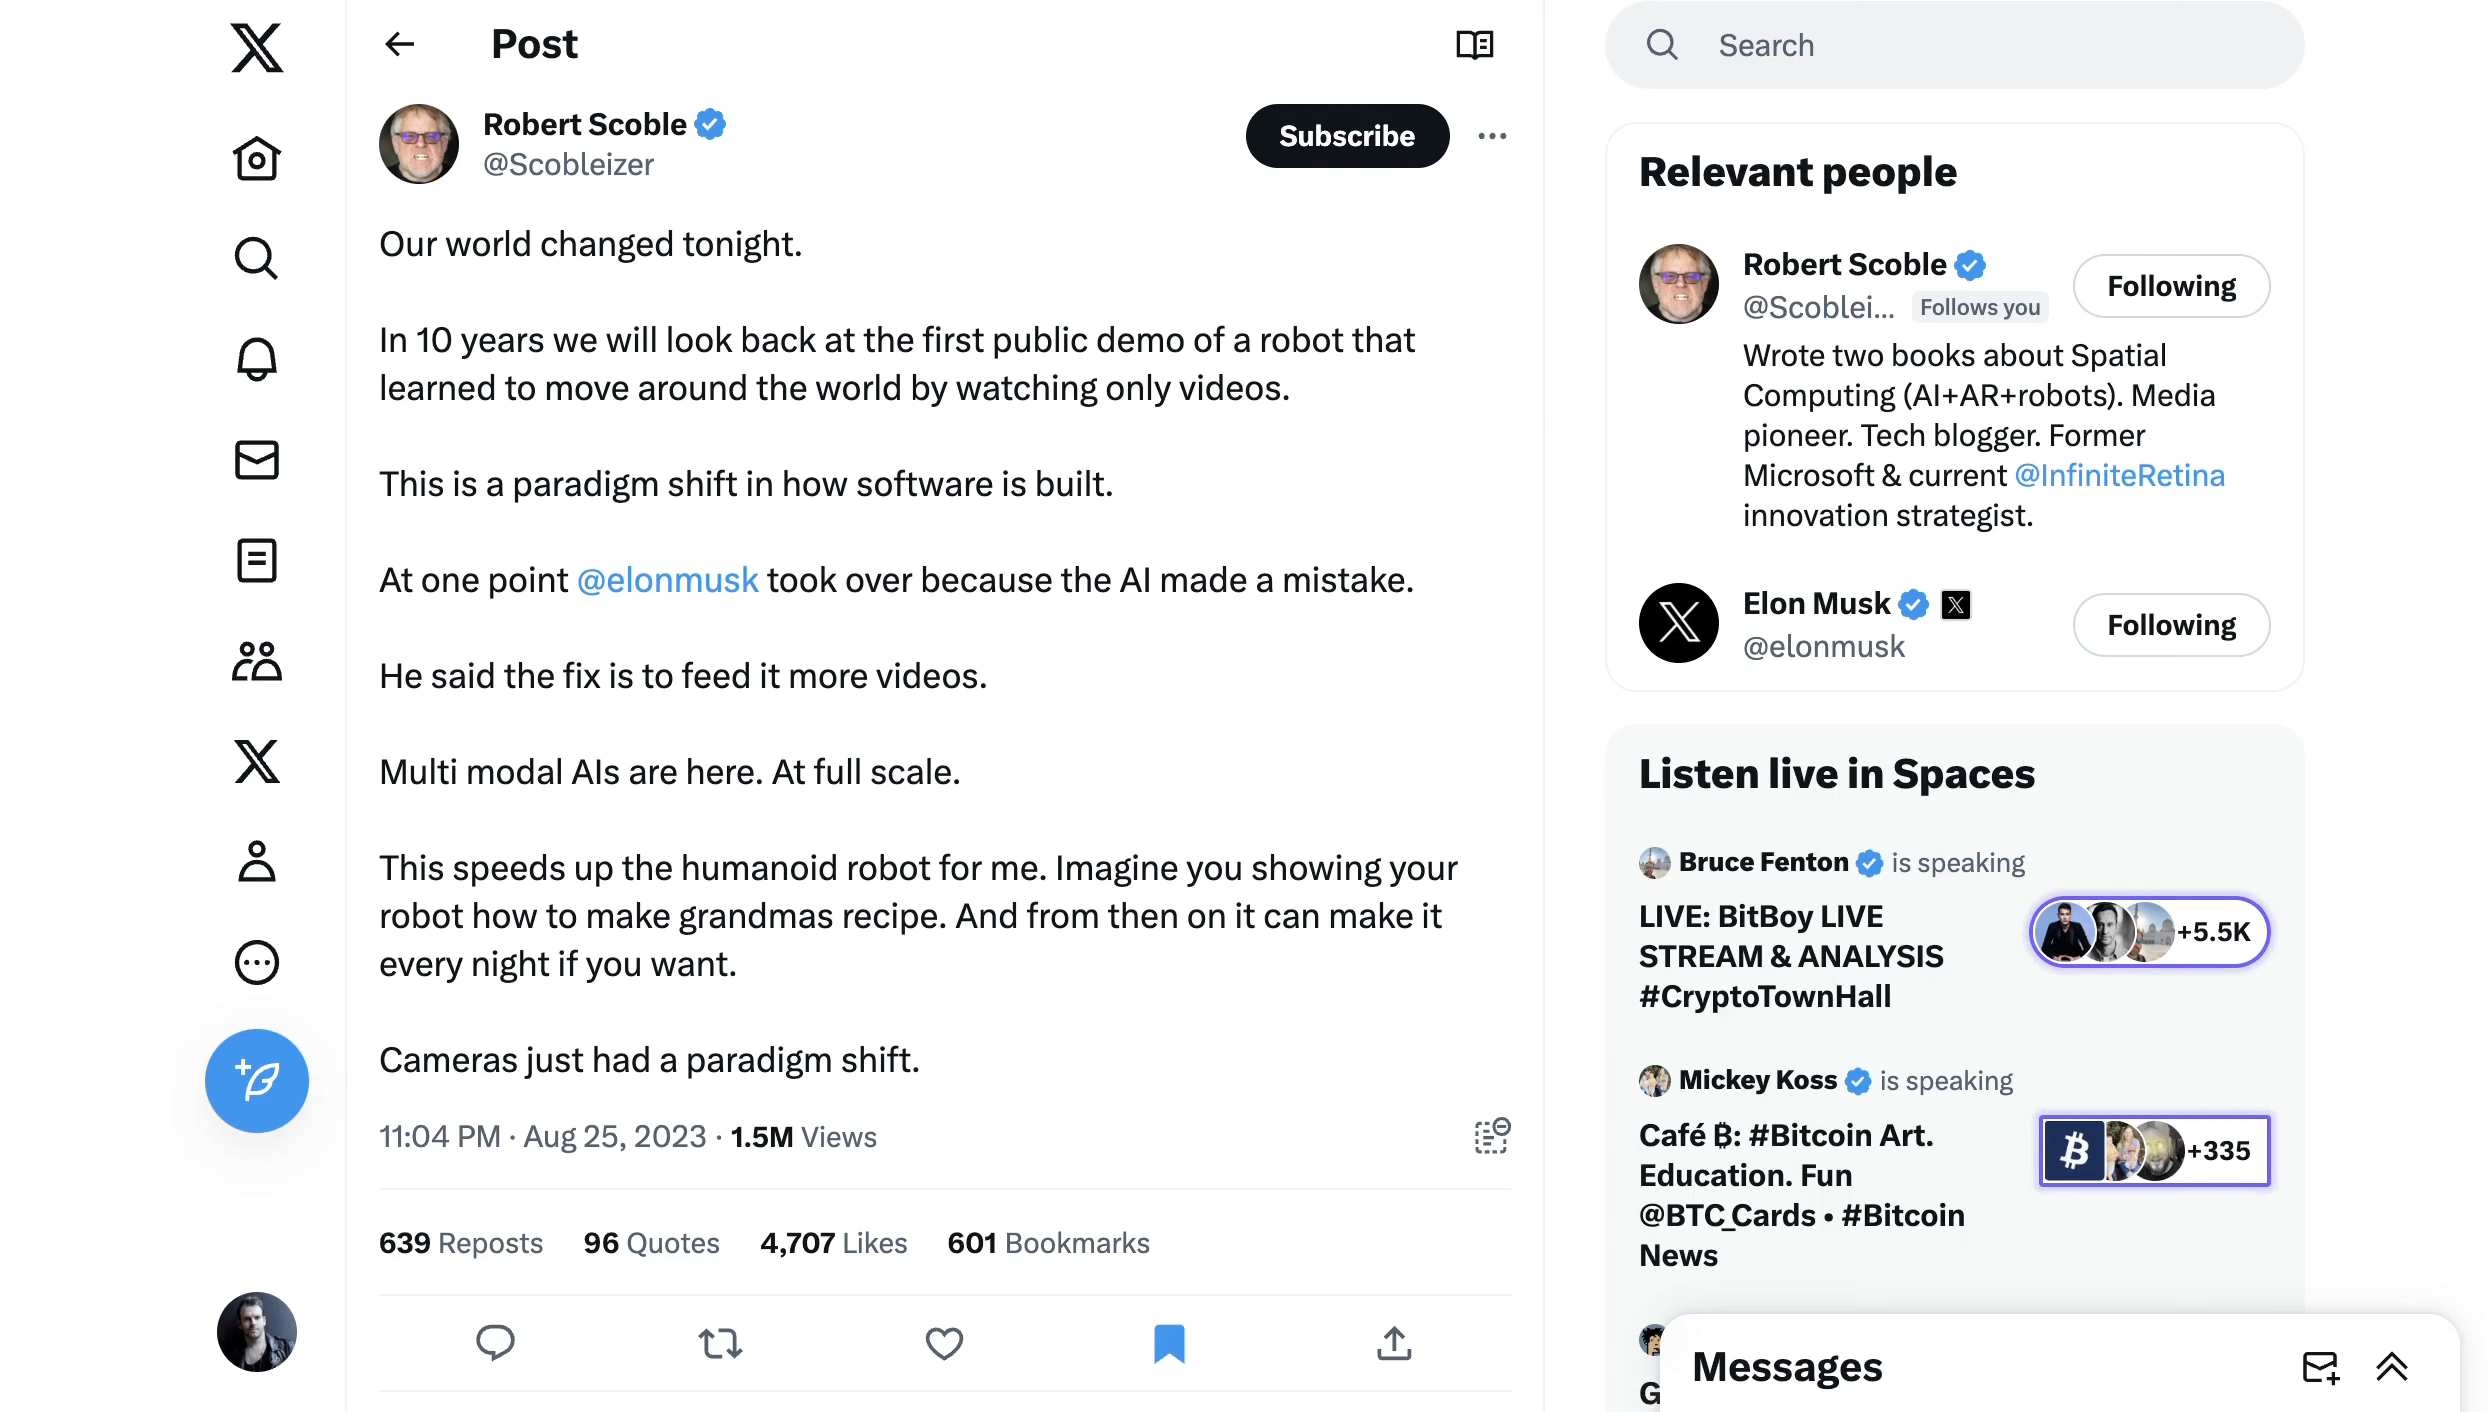 Post
Robert Scoble
@Scobleizer
Subscribe
Our world changed tonight.
In 10 years we will look back at the first public demo of a robot that
learned to move around the world by watching only videos.
This is a paradigm shift in how software is built.
At one point @elonmusk took over because the AI made a mistake.
He said the fix is to feed it more videos.
Multi modal AIs are here. At full scale.
This speeds up the humanoid robot for me. Imagine you showing your
robot how to make grandmas recipe. And from then on it can make it
every night if you want.
Cameras just had a paradigm shift.
11:04 PM · Aug 25, 2023 · 1.5M Views
639 Reposts 96 Quotes 4,707 Likes 601 Bookmarks
Search
Relevant people
Robert Scoble
@Scoblei... Follows you
Following
Wrote two books about Spatial
Computing (AI+AR+robots). Media
pioneer. Tech blogger. Former
Microsoft & current @InfiniteRetina
innovation strategist.
Elon Musk
@elonmusk
Following
Listen live in Spaces
Bruce Fenton is speaking
LIVE: BitBoy LIVE
STREAM & ANALYSIS
#CryptoTownHall
+5.5K
Mickey Koss is speaking
Café ₿: #Bitcoin Art.
Education. Fun
@BTC_Cards • #Bitcoin
News
+335
G
Messages